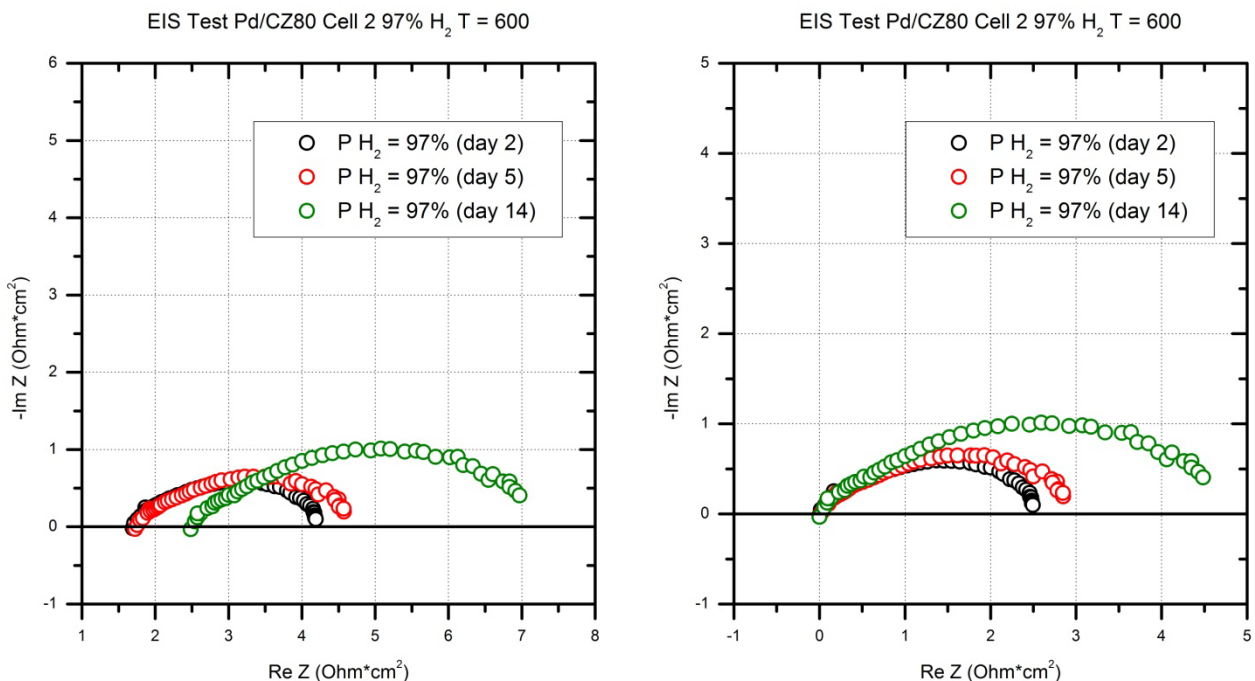 EIS Test Pd/CZ80 Cell 2 97% H₂ T = 600
6
5
4
3
2
1
0
-1
-Im Z (Ohm*cm²)
P H₂ = 97% (day 2)
P H₂ = 97% (day 5)
P H₂ = 97% (day 14)
1 2 3 4 5 6 7 8
Re Z (Ohm*cm²)
EIS Test Pd/CZ80 Cell 2 97% H₂ T = 600
5
4
3
2
1
0
-1
-Im Z (Ohm*cm²)
P H₂ = 97% (day 2)
P H₂ = 97% (day 5)
P H₂ = 97% (day 14)
-1 0 1 2 3 4 5
Re Z (Ohm*cm²)